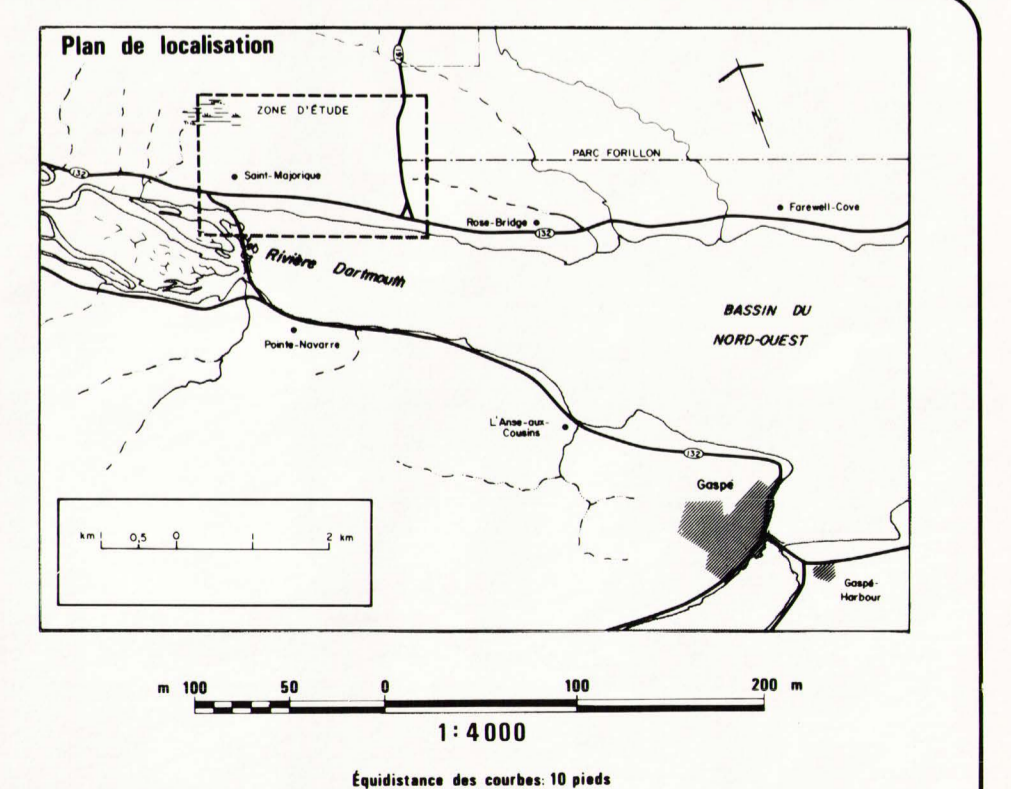 Plan de localisation
ZONE D'ÉTUDE
N
PARC FORILLON
132
Saint-Majorique
Farewell-Cove
Rose-Bridge
132
Rivière Dartmouth
BASSIN DU
NORD-OUEST
Pointe-Navarre
L'Anse-aux-
Cousins
132
Gaspé
km 1 0,5 0 1 2 km
Gaspé-
Harbour
m 100 50 0 100 200 m
1:4000
Équidistance des courbes: 10 pieds